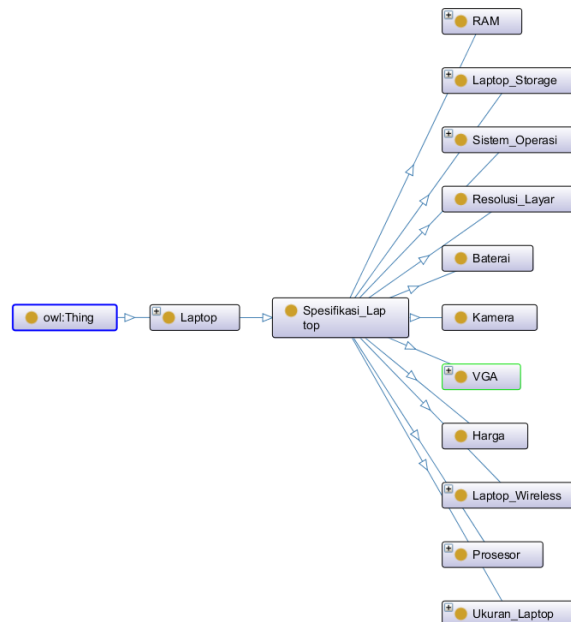 RAM
Laptop_Storage
Sistem_Operasi
Resolusi_Layar
Baterai
owl:Thing
Laptop
Spesifikasi_Lap
top
Kamera
VGA
Harga
Laptop_Wireless
Prosesor
Ukuran_Laptop